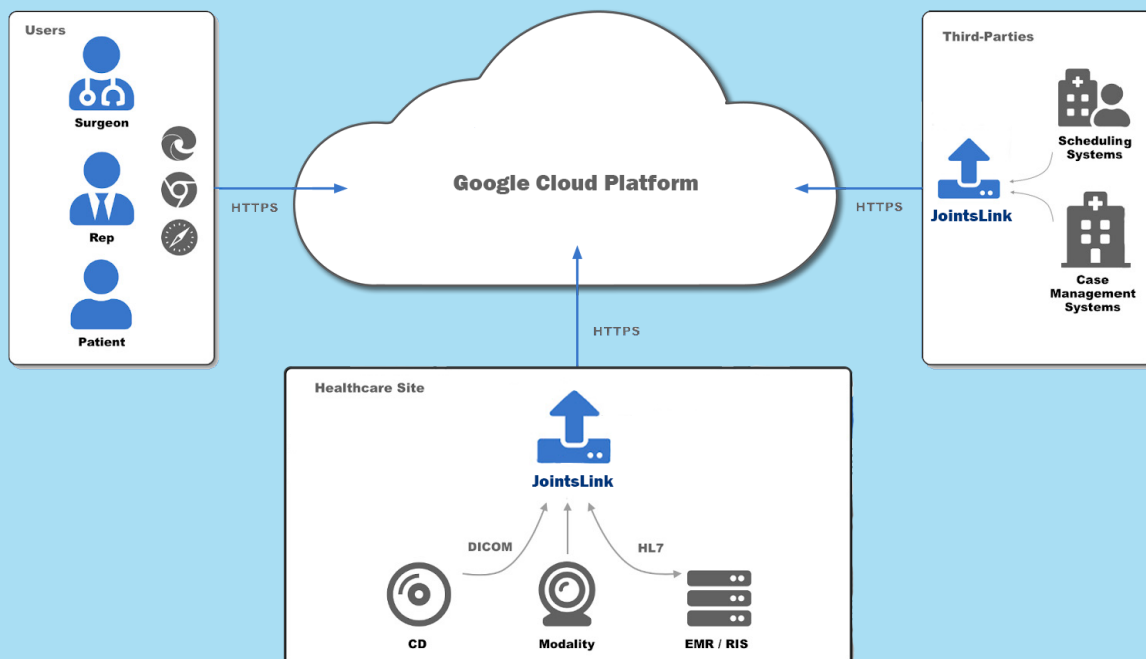 Users
Surgeon
Rep
Patient
HTTPS
Google Cloud Platform
HTTPS
Third-Parties
Scheduling
Systems
JointsLink
Case
Management
Systems
HTTPS
Healthcare Site
JointsLink
DICOM
HL7
CD
Modality
EMR / RIS